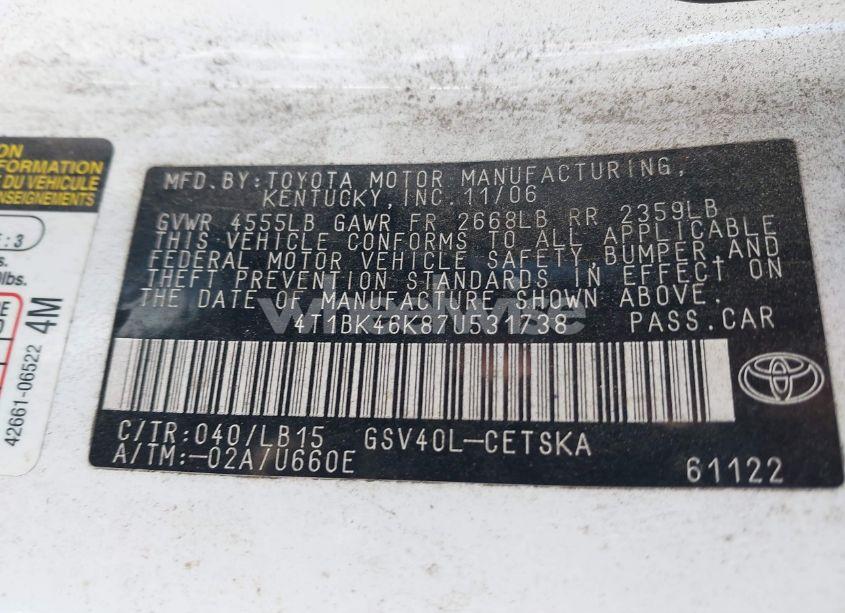 ON
FORMATION
DU VÉHICULE
ENSEIGNEMENTS
: 3
s.
lbs.
E
42661-06522
4M
MFD. BY: TOYOTA MOTOR MANUFACTURING,
KENTUCKY, INC. 11/06
GVWR 4555LB GAWR FR 2668LB RR 2359LB
THIS VEHICLE CONFORMS TO ALL APPLICABLE
FEDERAL MOTOR VEHICLE SAFETY, BUMPER, AND
THEFT PREVENTION STANDARDS IN EFFECT ON
THE DATE OF MANUFACTURE SHOWN ABOVE.
4T1BK46K87U531738 PASS. CAR
C/TR: 040/LB15 GSV40L-CETSKA
A/TM: -02A/U660E
61122